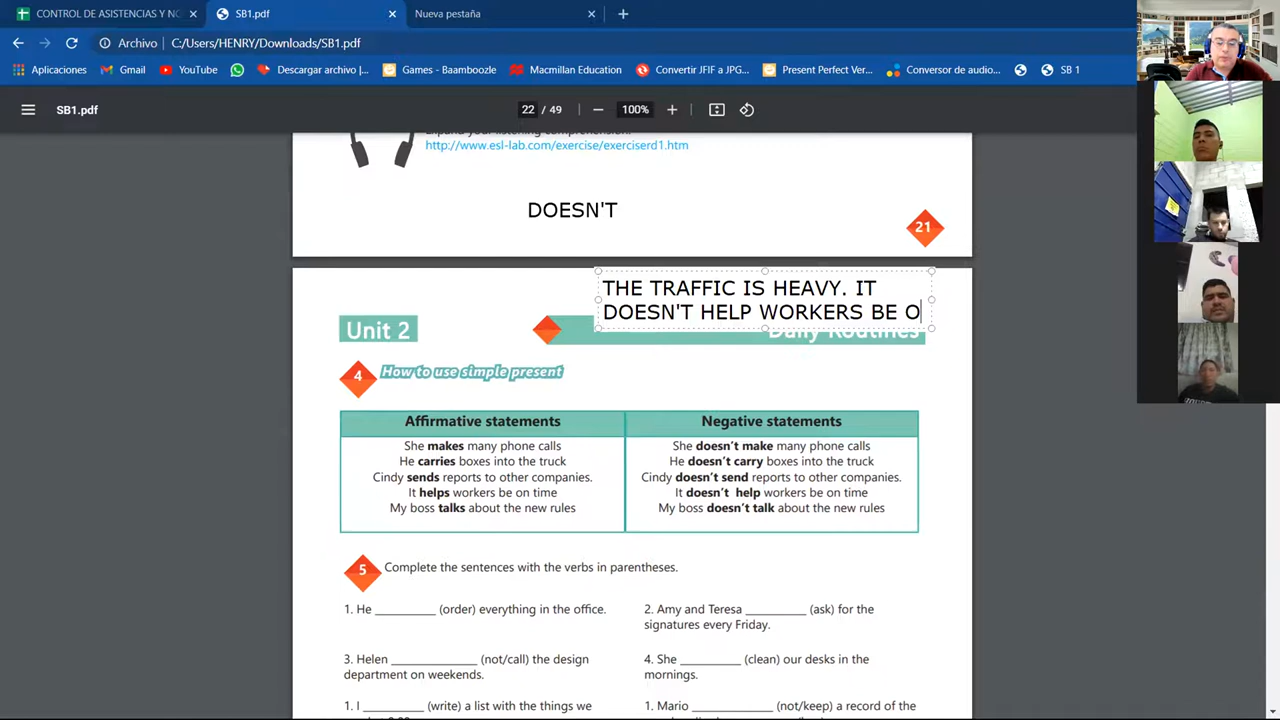 CONTROL DE ASISTENCIAS Y NO
SB1.pdf
Nueva pestaña
Archivo
C:/Users/HENRY/Downloads/SB1.pdf
Aplicaciones
Gmail
YouTube
Descargar archivo |...
Games - Baamboozle
Macmillan Education
Convertir JFIF a JPG...
Present Perfect Ver...
Conversor de audio...
SB 1
SB1.pdf
22 / 49
100%
your listening comprehension.
http://www.esl-lab.com/exercise/exerciserd1.htm
DOESN'T
21
THE TRAFFIC IS HEAVY. IT
DOESN'T HELP WORKERS BE O
Unit 2
Daily Routines
4
How to use simple present
Affirmative statements
Negative statements
She makes many phone calls
She doesn't make many phone calls
He carries boxes into the truck
He doesn't carry boxes into the truck
Cindy sends reports to other companies.
Cindy doesn't send reports to other companies.
It helps workers be on time
It doesn't help workers be on time
My boss talks about the new rules
My boss doesn't talk about the new rules
5
Complete the sentences with the verbs in parentheses.
1. He _________ (order) everything in the office.
2. Amy and Teresa _________ (ask) for the
signatures every Friday.
3. Helen _____________ (not/call) the design
department on weekends.
4. She _________ (clean) our desks in the
mornings.
1. I _________ (write) a list with the things we
1. Mario ____________ (not/keep) a record of the